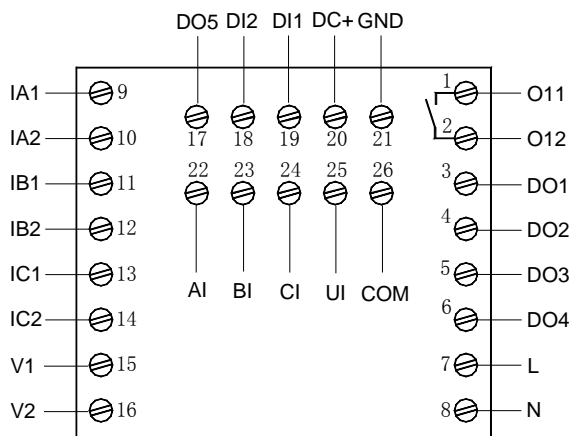 DO5 DI2 DI1 DC+ GND
IA1 9 1 O11
17 18 19 20 21
IA2 10 2 O12
22 23 24 25 26
IB1 11 3 DO1
IB2 12 4 DO2
IC1 13 5 DO3
AI BI CI UI COM
IC2 14 6 DO4
V1 15 7 L
V2 16 8 N